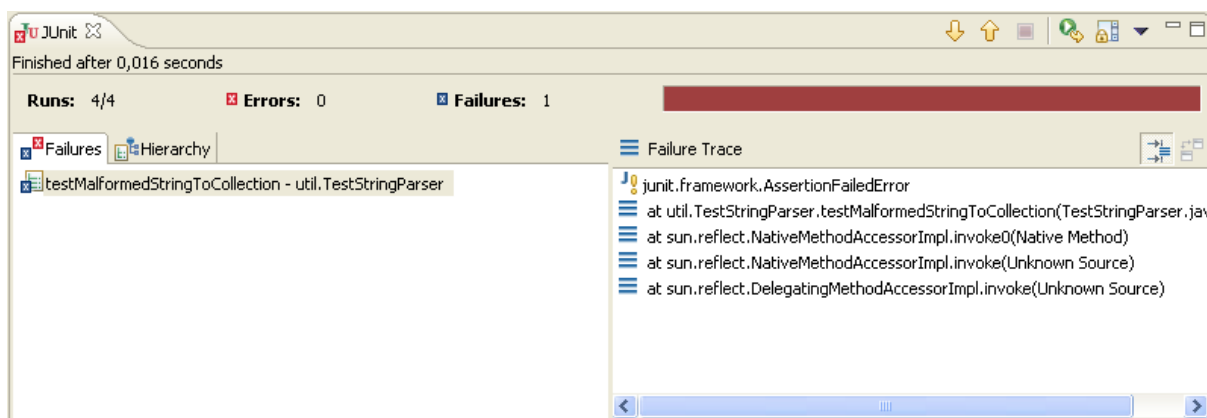 JUnit
Finished after 0,016 seconds
Runs: 4/4 Errors: 0 Failures: 1
Failures Hierarchy
Failure Trace
testMalformedStringToCollection - util.TestStringParser
junit.framework.AssertionFailedError
at util.TestStringParser.testMalformedStringToCollection(TestStringParser.jav
at sun.reflect.NativeMethodAccessorImpl.invoke0(Native Method)
at sun.reflect.NativeMethodAccessorImpl.invoke(Unknown Source)
at sun.reflect.DelegatingMethodAccessorImpl.invoke(Unknown Source)